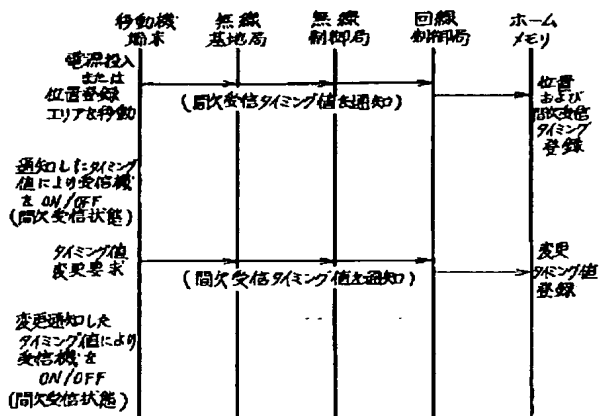 移動機
端末
無線
基地局
無線
制御局
回線
制御局
ホーム
メモリ
電源投入
または
位置登録
エリアを移動
(間欠受信タイミング値を通知)
位置
および
間欠受信
タイミング
登録
通知したタイミング
値により受信機
を ON/OFF
(間欠受信状態)
タイミング値
変更要求
(間欠受信タイミング値を通知)
変更
タイミング値
登録
変更通知した
タイミング値により
受信機を
ON/OFF
(間欠受信状態)